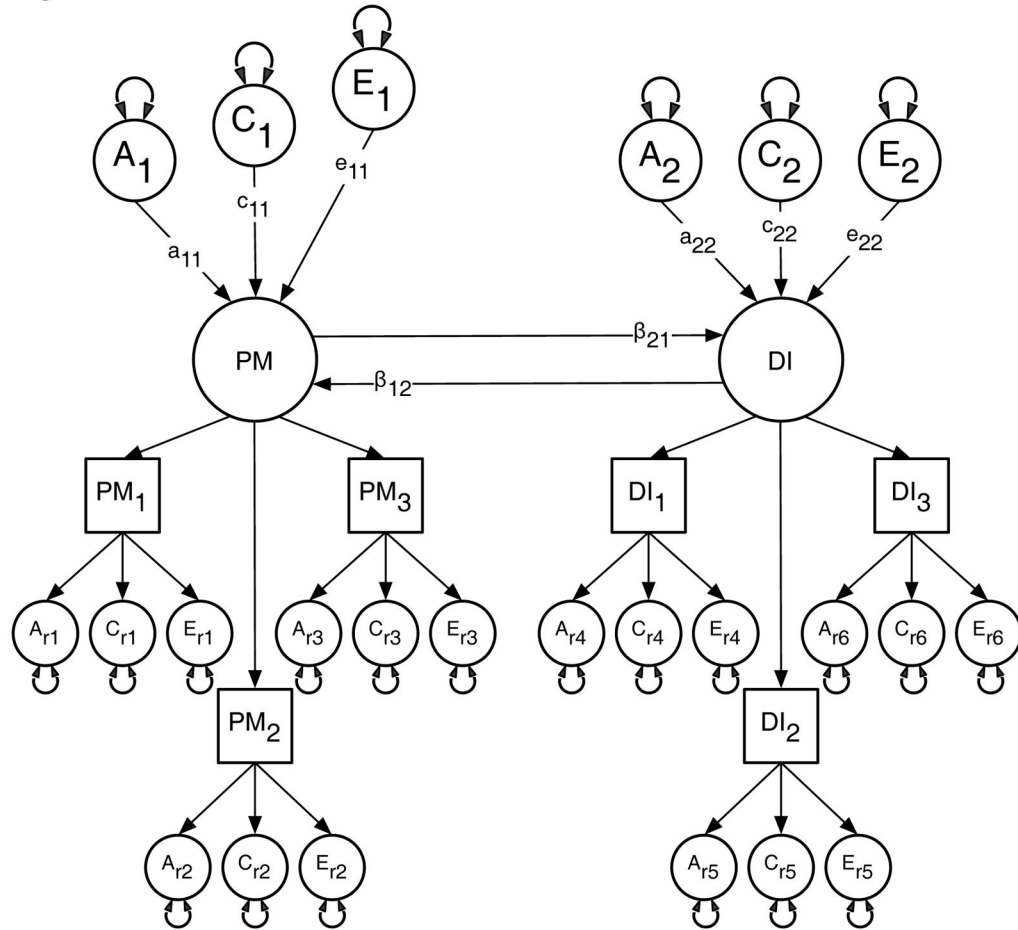 E1
C1
A1
A2
C2
E2
e11
c11
a11
a22
c22
e22
PM
β21
DI
β12
PM1
PM3
DI1
DI3
Ar1
Cr1
Er1
Ar3
Cr3
Er3
Ar4
Cr4
Er4
Ar6
Cr6
Er6
PM2
DI2
Ar2
Cr2
Er2
Ar5
Cr5
Er5